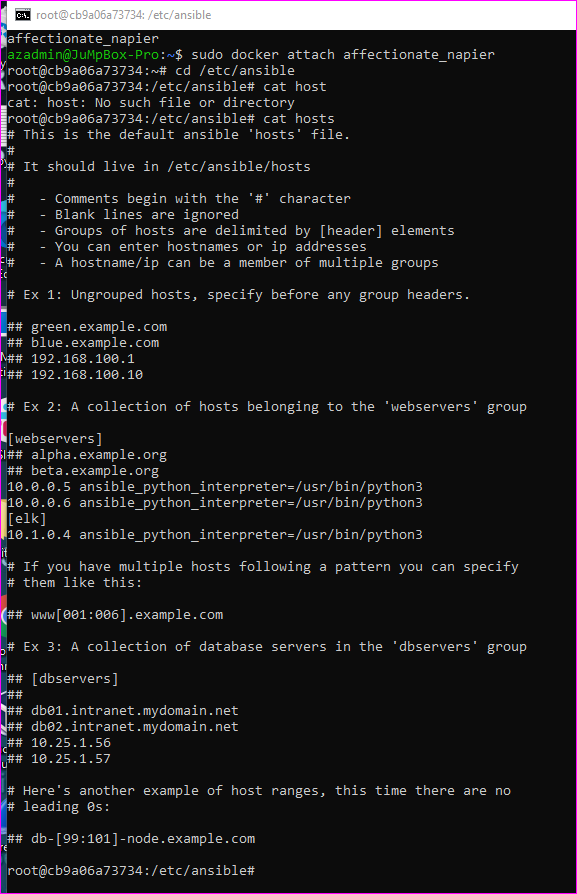 root@cb9a06a73734: /etc/ansible
affectionate_napier
azadmin@JuMpBox-Pro:~$ sudo docker attach affectionate_napier
root@cb9a06a73734:~# cd /etc/ansible
root@cb9a06a73734:/etc/ansible# cat host
cat: host: No such file or directory
root@cb9a06a73734:/etc/ansible# cat hosts
# This is the default ansible 'hosts' file.
#
# It should live in /etc/ansible/hosts
#
#   - Comments begin with the '#' character
#   - Blank lines are ignored
#   - Groups of hosts are delimited by [header] elements
#   - You can enter hostnames or ip addresses
#   - A hostname/ip can be a member of multiple groups

# Ex 1: Ungrouped hosts, specify before any group headers.

## green.example.com
## blue.example.com
## 192.168.100.1
## 192.168.100.10

# Ex 2: A collection of hosts belonging to the 'webservers' group

[webservers]
## alpha.example.org
## beta.example.org
10.0.0.5 ansible_python_interpreter=/usr/bin/python3
10.0.0.6 ansible_python_interpreter=/usr/bin/python3
[elk]
10.1.0.4 ansible_python_interpreter=/usr/bin/python3

# If you have multiple hosts following a pattern you can specify
# them like this:

## www[001:006].example.com

# Ex 3: A collection of database servers in the 'dbservers' group

## [dbservers]
##
## db01.intranet.mydomain.net
## db02.intranet.mydomain.net
## 10.25.1.56
## 10.25.1.57

# Here's another example of host ranges, this time there are no
# leading 0s:

## db-[99:101]-node.example.com

root@cb9a06a73734:/etc/ansible#